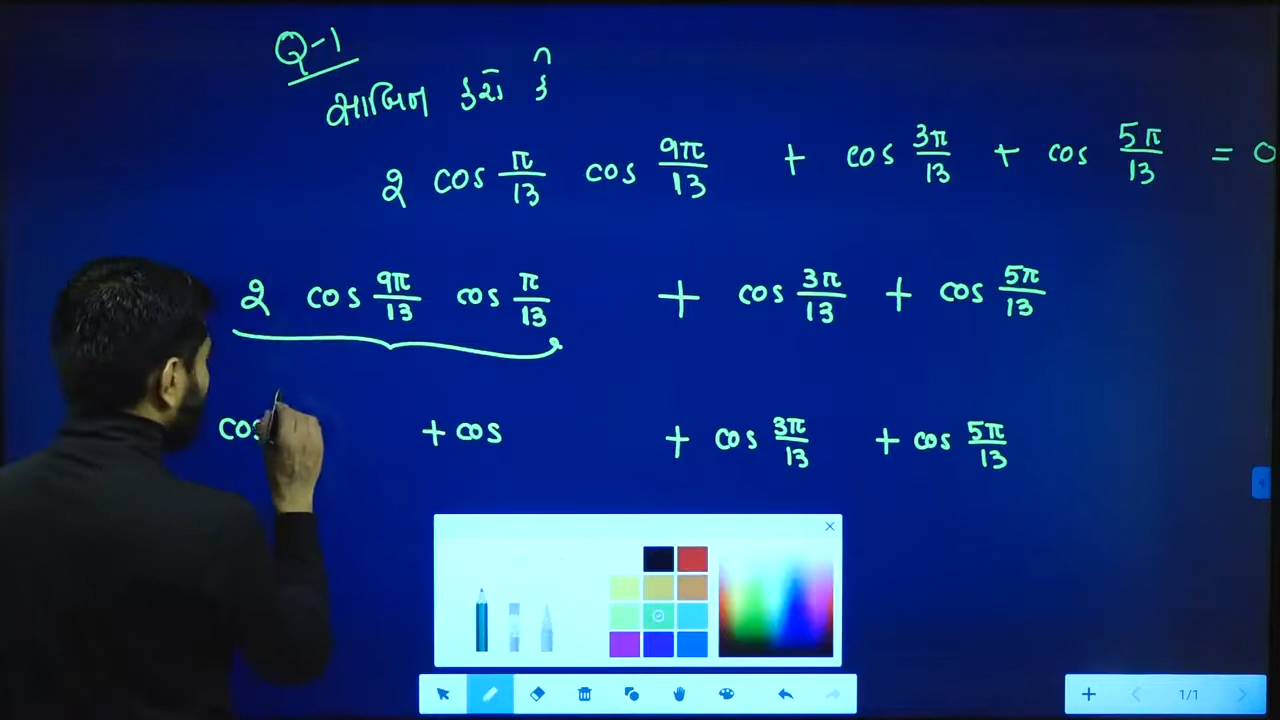 Q-1
સાબિત કરો કે
2 cos π/13 cos 9π/13 + cos 3π/13 + cos 5π/13 = 0
2 cos 9π/13 cos π/13 + cos 3π/13 + cos 5π/13
cos + cos + cos 3π/13 + cos 5π/13
1/1